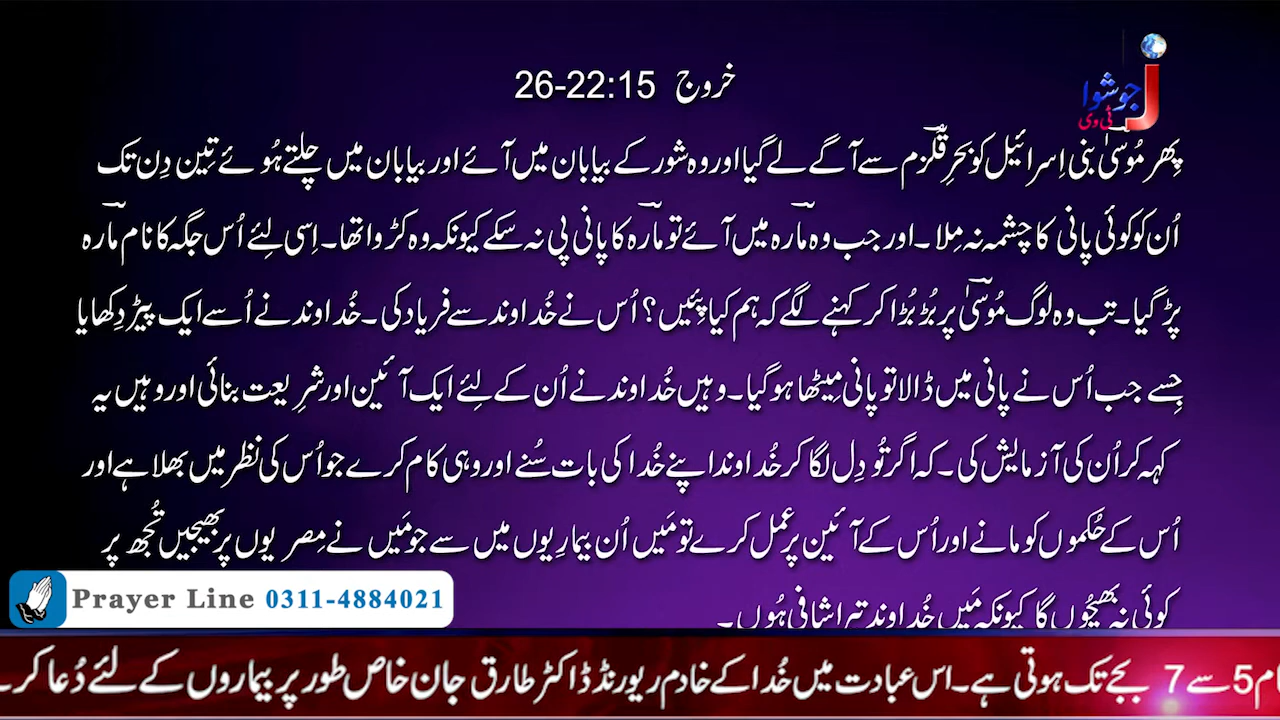 خروج 15:22-26
جوشوا
ٹی وی
پھر مُوسیٰ بنی اِسرائیل کو بحرِ قلزم سے آگے لے گیا اور وہ شور کے بیابان میں آئے اور بیابان میں چلتے ہُوئے تین دِن تک
اُن کو کوئی پانی کا چشمہ نہ مِلا۔ اور جب وہ مارہ میں آئے تو مارہ کا پانی پی نہ سکے کیونکہ وہ کڑوا تھا۔ اِسی لِئے اُس جگہ کا نام مارہ
پڑ گیا۔ تب وہ لوگ مُوسیٰ پر بُڑبُڑا کر کہنے لگے کہ ہم کیا پِئیں؟ اُس نے خُداوند سے فریاد کی۔ خُداوند نے اُسے ایک پیڑ دِکھایا
جِسے جب اُس نے پانی میں ڈالا تو پانی مِیٹھا ہو گیا۔ وہیں خُداوند نے اُن کے لِئے ایک آئین اور شرِیعت بنائی اور وہیں یہ
کہہ کر اُن کی آزمایش کی۔ کہ اگر تُو دِل لگا کر خُداوند اپنے خُدا کی بات سُنے اور وہی کام کرے جو اُس کی نظر میں بھلا ہے اور
اُس کے حُکموں کو مانے اور اُس کے آئین پر عمل کرے تو مَیں اُن بیمارِیوں میں سے جو مَیں نے مِصریوں پر بھیجیں تُجھ پر
کوئی نہ بھیجُوں گا کیونکہ مَیں خُداوند تیرا شافی ہُوں۔
Prayer Line 0311-4884021
ام 5 سے 7 بجے تک ہوتی ہے۔ اس عبادت میں خُدا کے خادم ریورنڈ ڈاکٹر طارق جان خاص طور پر بیماروں کے لئے دُعا کر